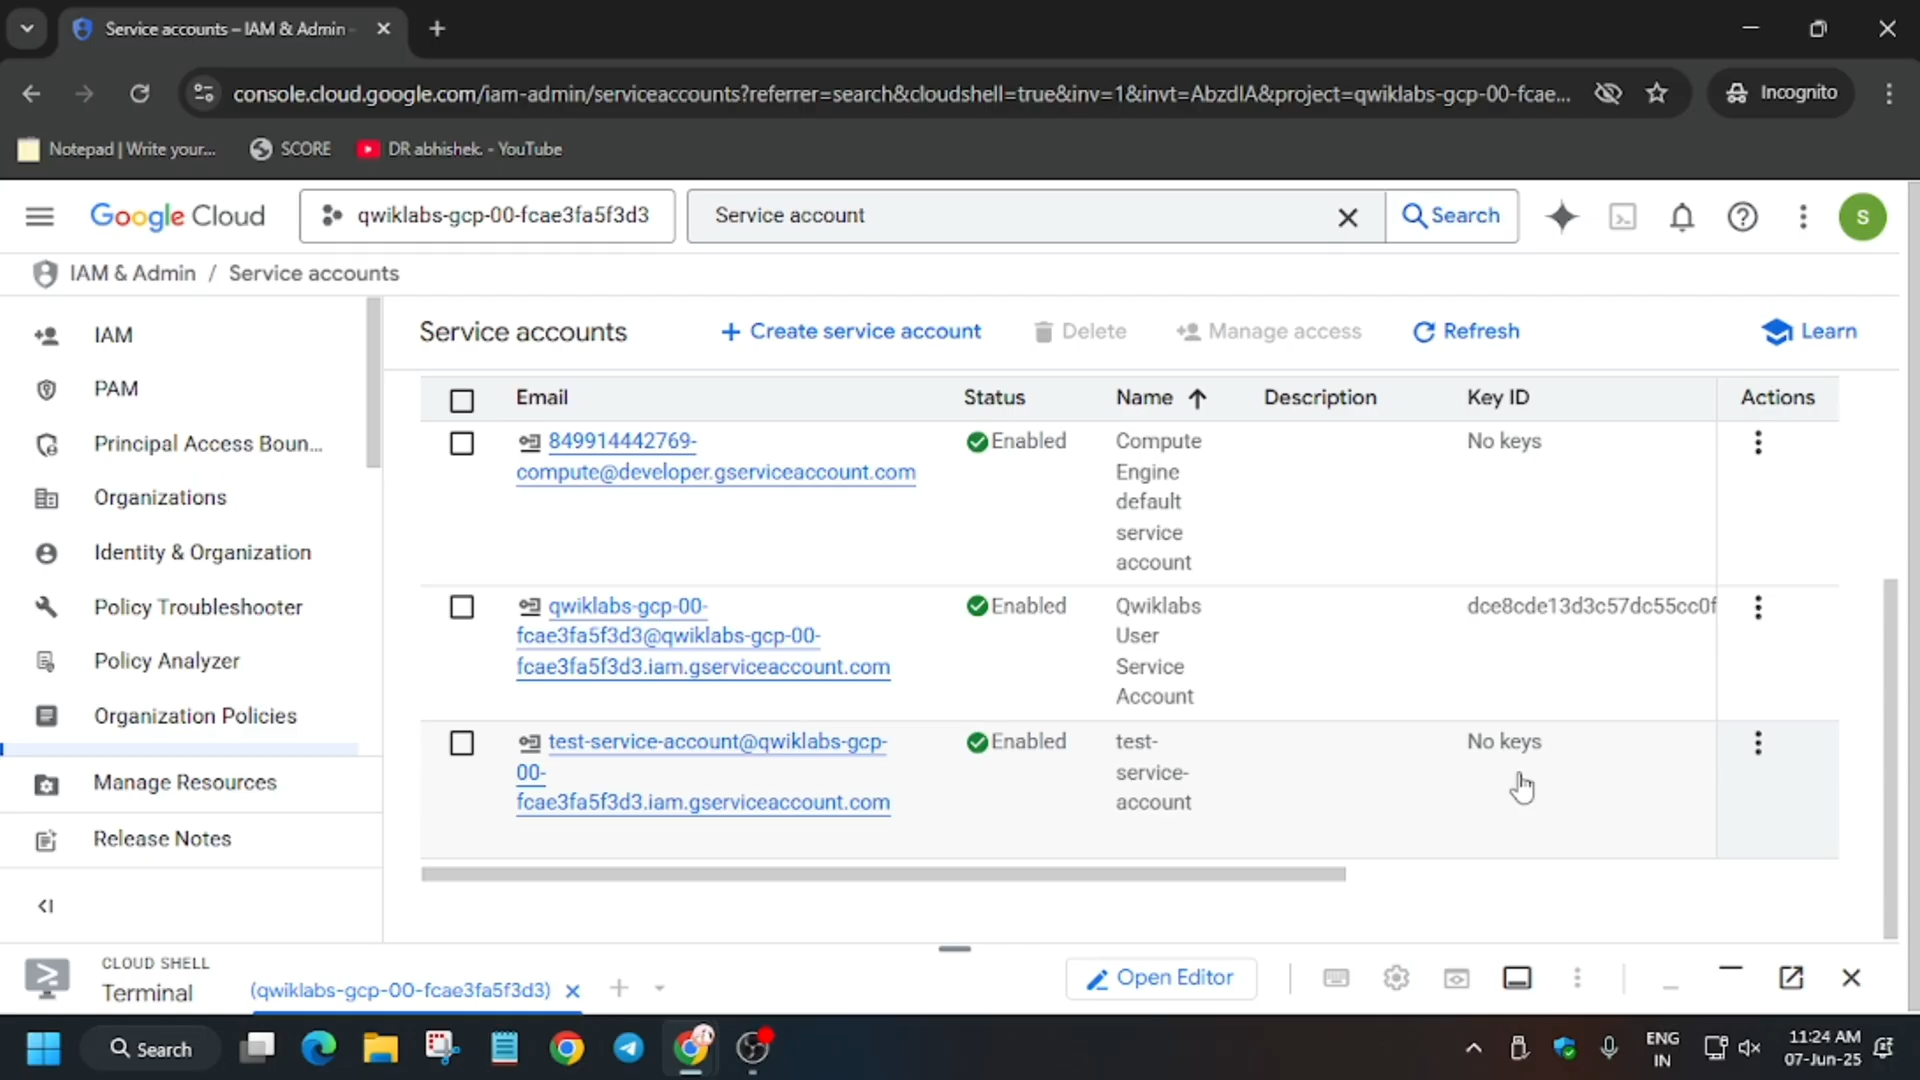 Service accounts – IAM & Admin -
console.cloud.google.com/iam-admin/serviceaccounts?referrer=search&cloudshell=true&inv=1&invt=AbzdIA&project=qwiklabs-gcp-00-fcae...
Incognito
Notepad | Write your...
SCORE
DR abhishek. - YouTube
Google Cloud
qwiklabs-gcp-00-fcae3fa5f3d3
Service account
Search
S
IAM & Admin / Service accounts
IAM
PAM
Principal Access Boun...
Organizations
Identity & Organization
Policy Troubleshooter
Policy Analyzer
Organization Policies
Manage Resources
Release Notes
Service accounts
Create service account
Delete
Manage access
Refresh
Learn
Email
Status
Name
Description
Key ID
Actions
849914442769-
compute@developer.gserviceaccount.com
Enabled
Compute
Engine
default
service
account
No keys
qwiklabs-gcp-00-
fcae3fa5f3d3@qwiklabs-gcp-00-
fcae3fa5f3d3.iam.gserviceaccount.com
Enabled
Qwiklabs
User
Service
Account
dce8cde13d3c57dc55cc0f
test-service-account@qwiklabs-gcp-
00-
fcae3fa5f3d3.iam.gserviceaccount.com
Enabled
test-
service-
account
No keys
CLOUD SHELL
Terminal
(qwiklabs-gcp-00-fcae3fa5f3d3)
Open Editor
Search
ENG
IN
11:24 AM
07-Jun-25